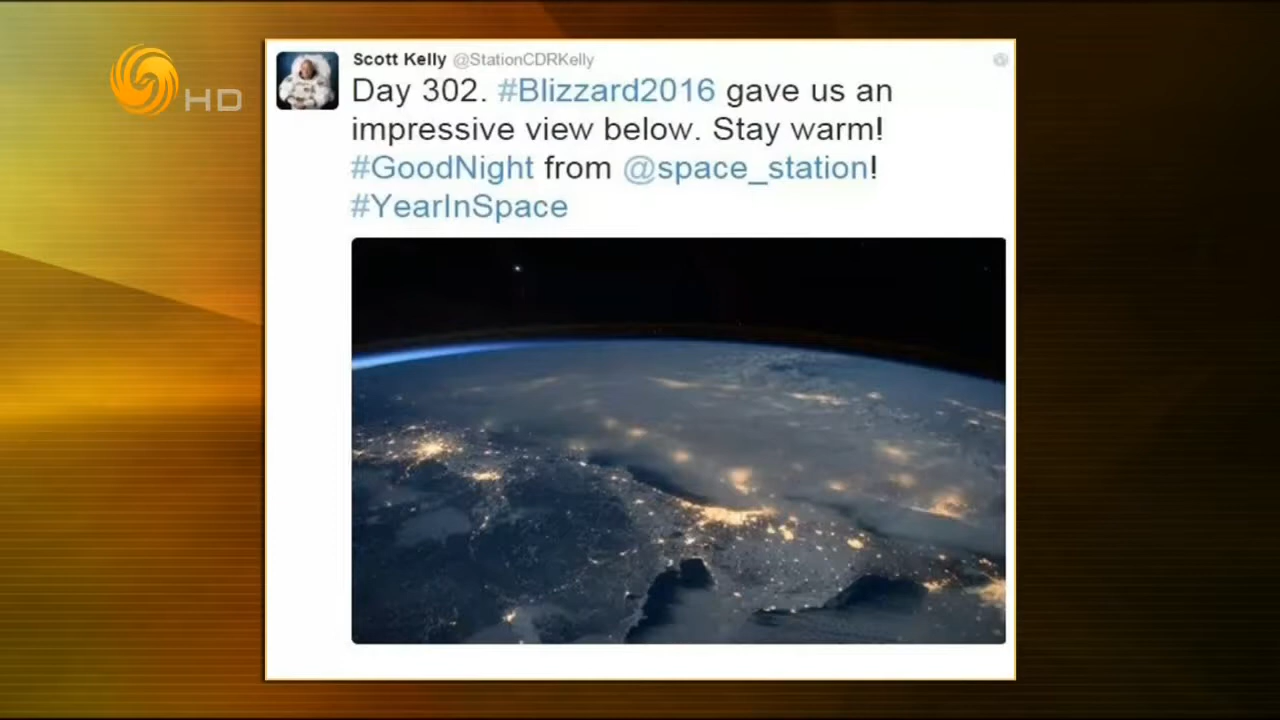 HD
Scott Kelly @StationCDRKelly
Day 302. #Blizzard2016 gave us an
impressive view below. Stay warm!
#GoodNight from @space_station!
#YearInSpace